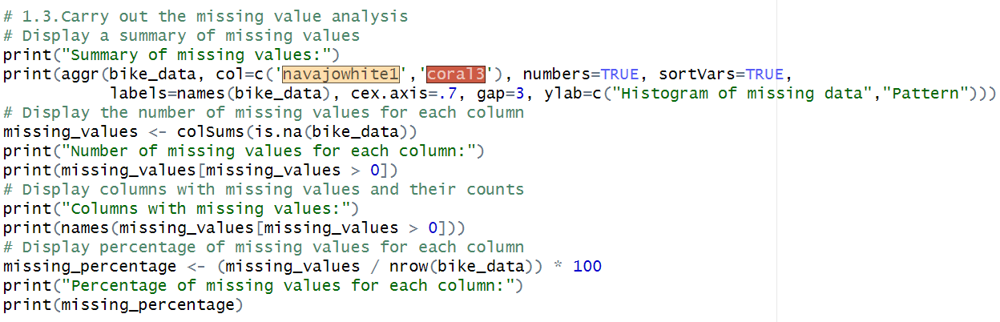 # 1.3.Carry out the missing value analysis
# Display a summary of missing values
print("Summary of missing values:")
print(aggr(bike_data, col=c('navajowhite1','coral3'), numbers=TRUE, sortVars=TRUE,
           labels=names(bike_data), cex.axis=.7, gap=3, ylab=c("Histogram of missing data","Pattern")))
# Display the number of missing values for each column
missing_values <- colSums(is.na(bike_data))
print("Number of missing values for each column:")
print(missing_values[missing_values > 0])
# Display columns with missing values and their counts
print("Columns with missing values:")
print(names(missing_values[missing_values > 0]))
# Display percentage of missing values for each column
missing_percentage <- (missing_values / nrow(bike_data)) * 100
print("Percentage of missing values for each column:")
print(missing_percentage)